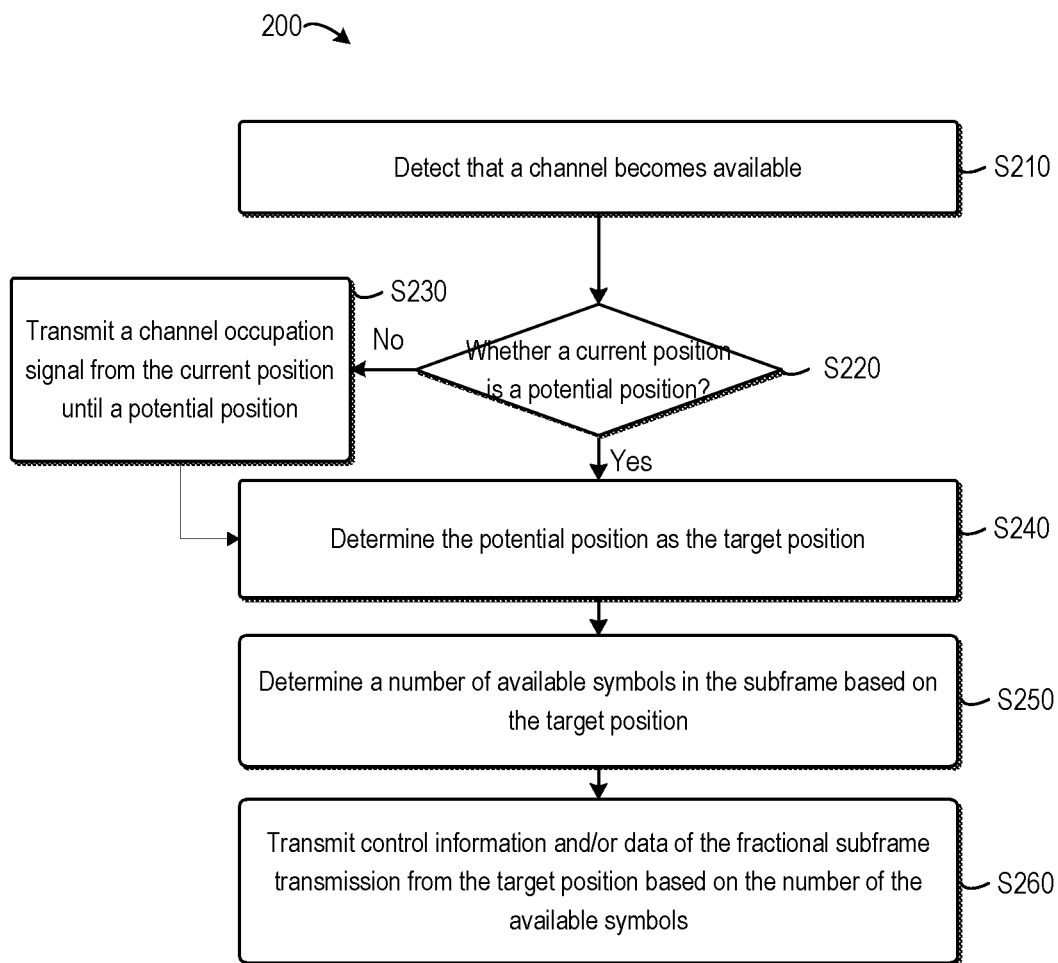 200
Detect that a channel becomes available
S210
S230
Transmit a channel occupation
signal from the current position
until a potential position
No
Whether a current position
is a potential position?
S220
Yes
Determine the potential position as the target position
S240
Determine a number of available symbols in the subframe based on
the target position
S250
Transmit control information and/or data of the fractional subframe
transmission from the target position based on the number of the
available symbols
S260